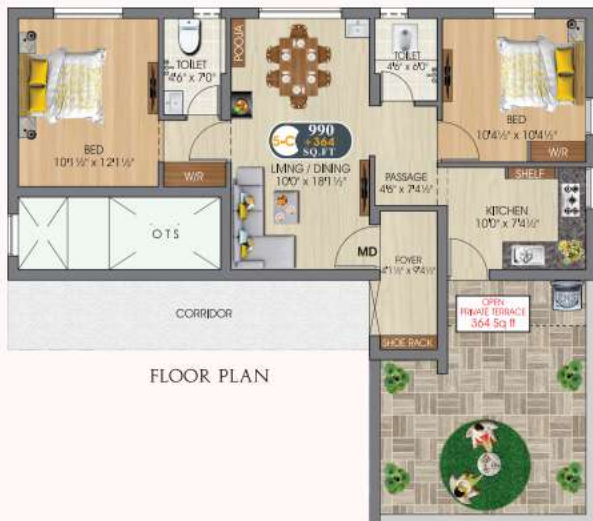 POOJA
TOILET
4'6" x 7'0"
TOILET
4'6" x 6'0"
BED
10'1½" x 12'1½"
W/R
5-C
990
+364
SQ.FT
LIVING / DINING
10'0" x 18'1½"
BED
10'4½" x 10'4½"
W/R
PASSAGE
4'6" x 7'4½"
SHELF
KITCHEN
10'0" x 7'4½"
OTS
MD
FOYER
4'1½" x 9'4½"
CORRIDOR
SHOE RACK
OPEN
PRIVATE TERRACE
364 Sq ft
FLOOR PLAN